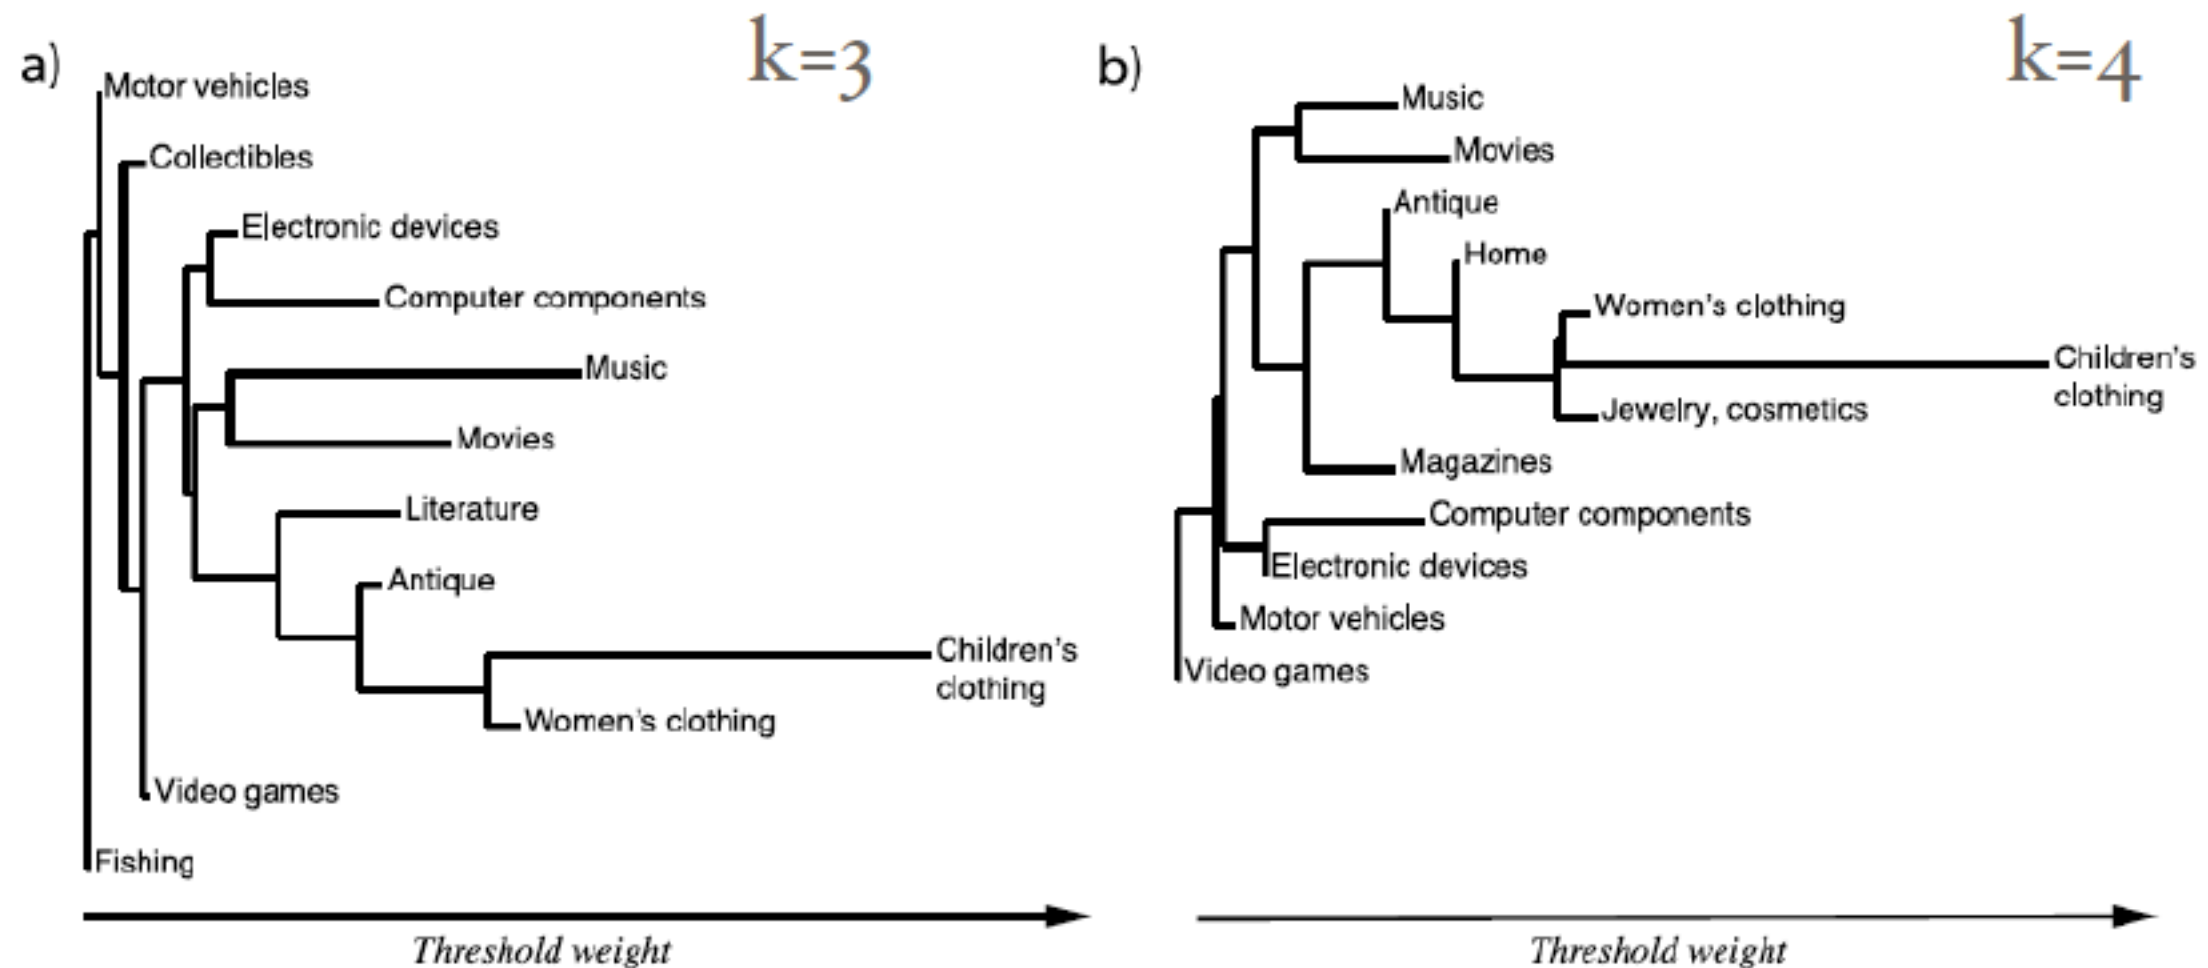 a)
k=3
Motor vehicles
Collectibles
Electronic devices
Computer components
Music
Movies
Literature
Antique
Children's
clothing
Women's clothing
Video games
Fishing
Threshold weight
b)
k=4
Music
Movies
Antique
Home
Women's clothing
Children's
clothing
Jewelry, cosmetics
Magazines
Computer components
Electronic devices
Motor vehicles
Video games
Threshold weight